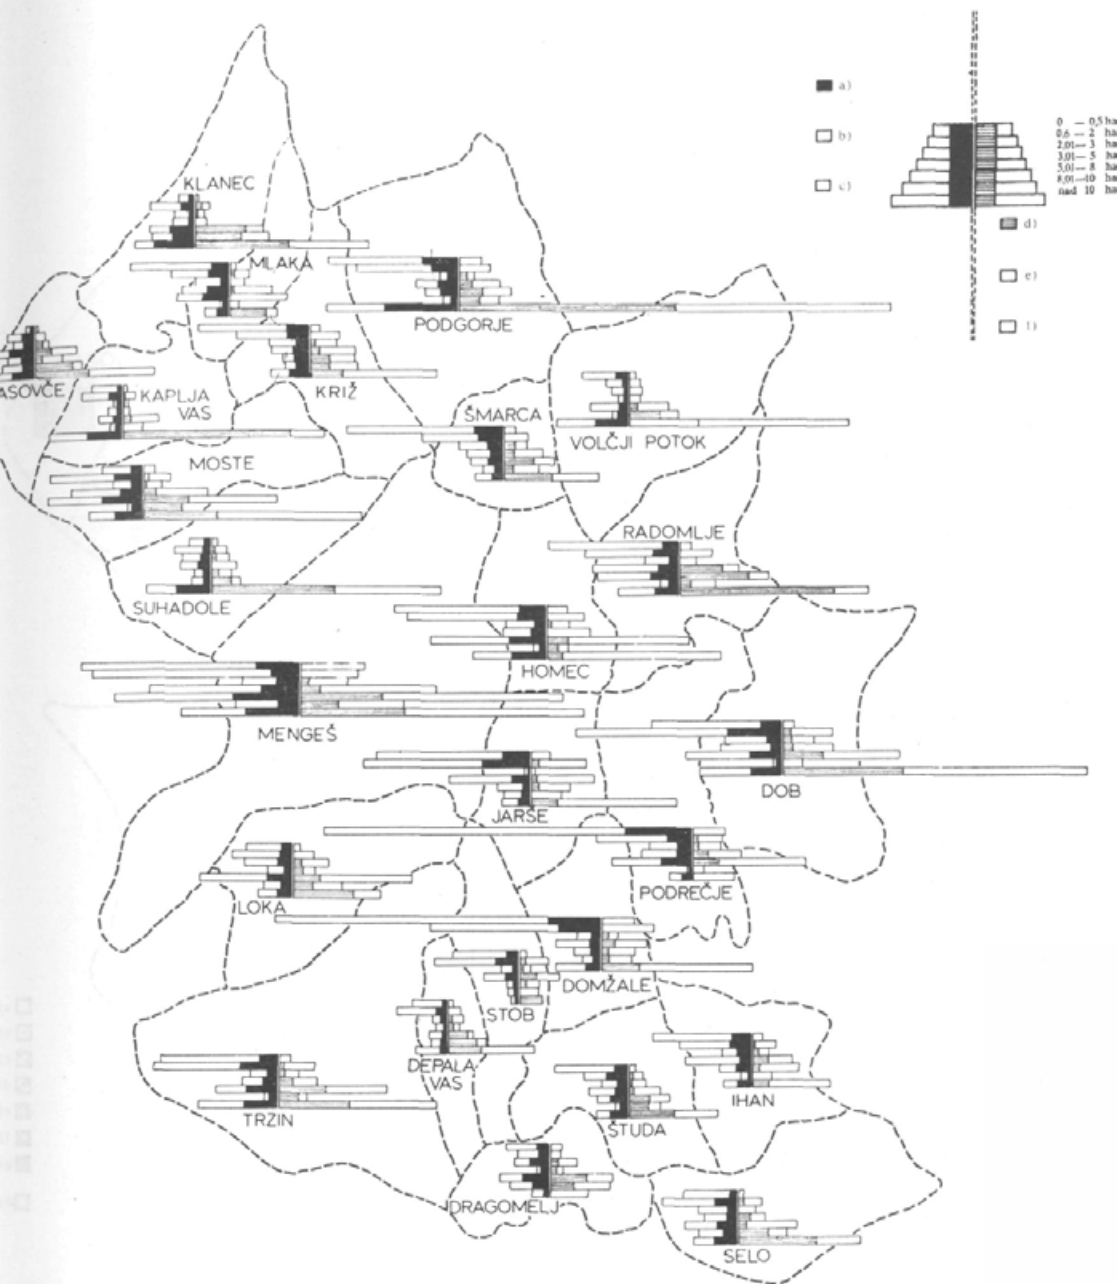 a)
b)
c)
0 — 0,5 ha
0,6 — 2 ha
2,01 — 3 ha
3,01 — 5 ha
5,01 — 8 ha
8,01 — 10 ha
nad 10 ha
d)
e)
f)
KLANEC
MLAKA
PODGORJE
KRIŽ
ASOVČE
KAPLJA
VAS
ŠMARCA
VOLČJI POTOK
MOSTE
RADOMLJE
SUHADOLE
HOMEC
MENGEŠ
DOB
JARŠE
PODREČJE
LOKA
DOMŽALE
STOB
DEPALA
VAS
IHAN
TRZIN
ŠTUDA
DRAGOMELJ
SELO